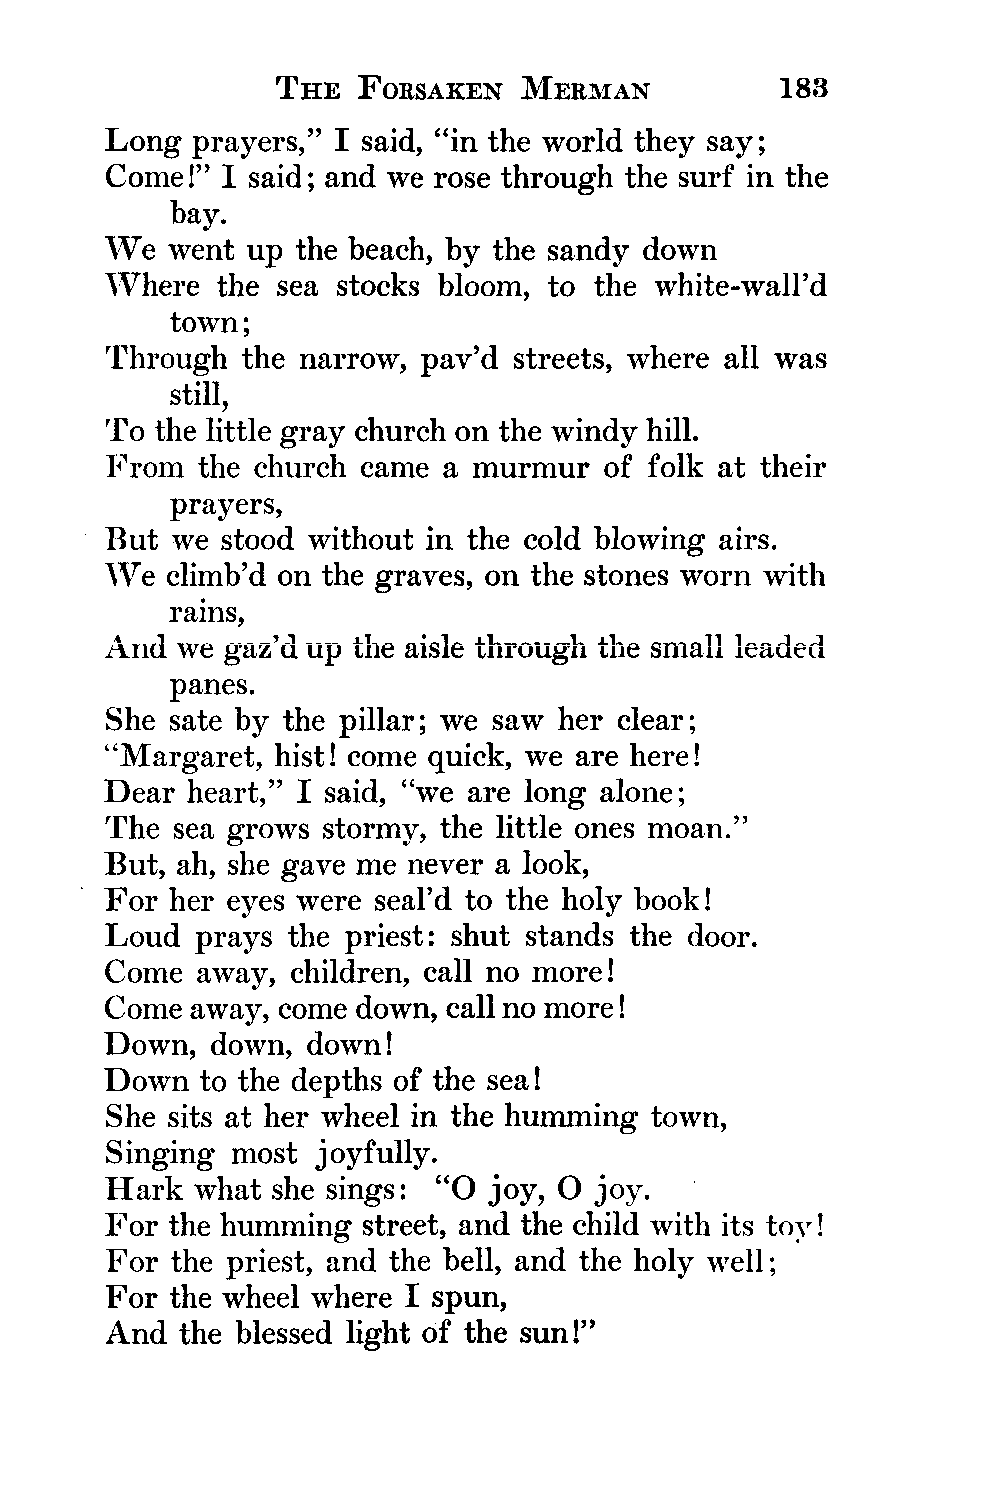 THE FORSAKEN MERMAN 183
Long prayers,” I said, “in the world they say;
Come!” I said; and we rose through the surf in the
bay.
We went up the beach, by the sandy down
Where the sea stocks bloom, to the white-wall’d
town;
Through the narrow, pav’d streets, where all was
still,
To the little gray church on the windy hill.
From the church came a murmur of folk at their
prayers,
But we stood without in the cold blowing airs.
We climb’d on the graves, on the stones worn with
rains,
And we gaz’d up the aisle through the small leaded
panes.
She sate by the pillar; we saw her clear;
“Margaret, hist! come quick, we are here!
Dear heart,” I said, “we are long alone;
The sea grows stormy, the little ones moan.”
But, ah, she gave me never a look,
For her eyes were seal’d to the holy book!
Loud prays the priest: shut stands the door.
Come away, children, call no more!
Come away, come down, call no more!
Down, down, down!
Down to the depths of the sea!
She sits at her wheel in the humming town,
Singing most joyfully.
Hark what she sings: “O joy, O joy.
For the humming street, and the child with its toy!
For the priest, and the bell, and the holy well;
For the wheel where I spun,
And the blessed light of the sun!”